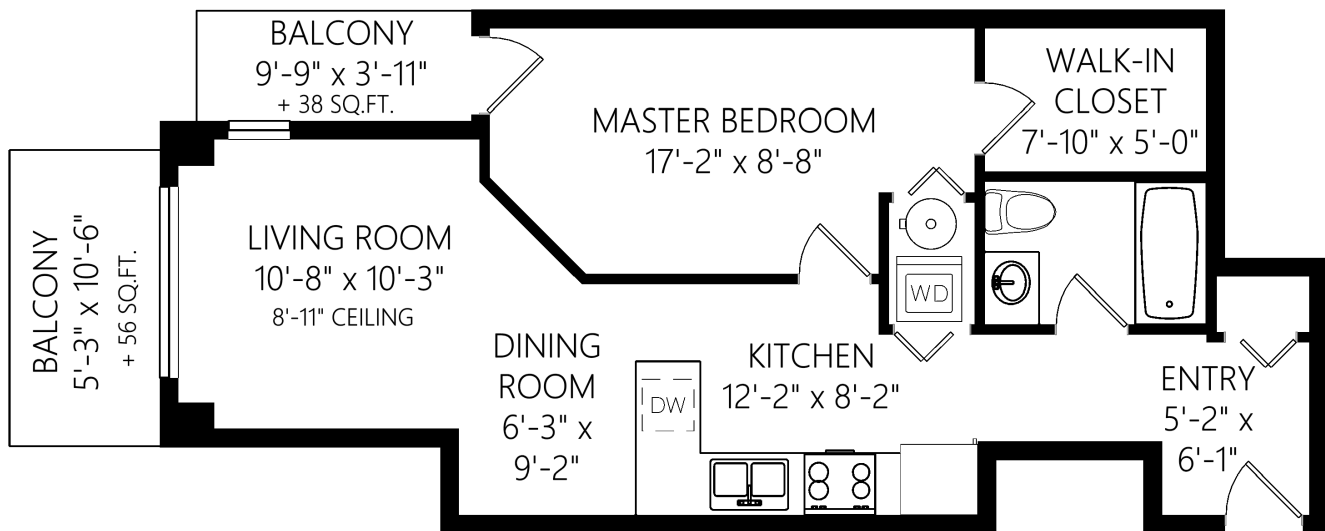 BALCONY
9'-9" x 3'-11"
+ 38 SQ.FT.
MASTER BEDROOM
17'-2" x 8'-8"
WALK-IN
CLOSET
7'-10" x 5'-0"
BALCONY
5'-3" x 10'-6"
+ 56 SQ.FT.
LIVING ROOM
10'-8" x 10'-3"
8'-11" CEILING
WD
DINING
ROOM
6'-3" x
9'-2"
DW
KITCHEN
12'-2" x 8'-2"
ENTRY
5'-2" x
6'-1"